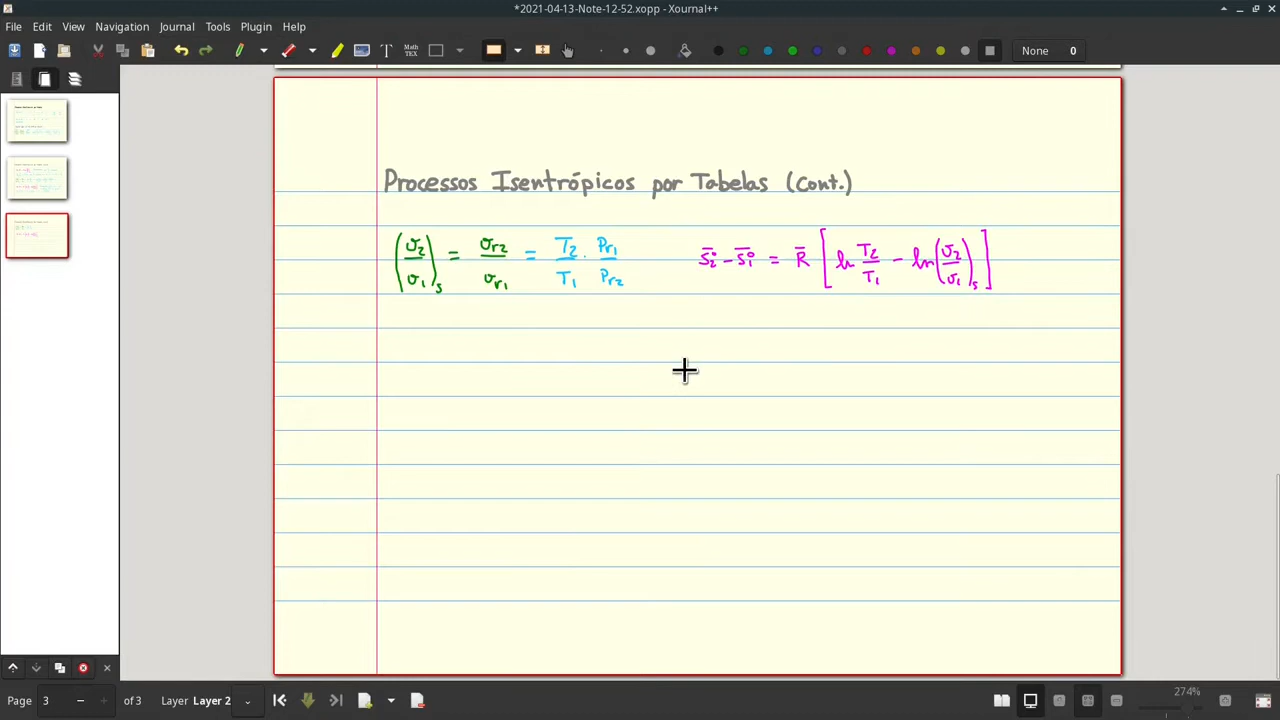 *2021-04-13-Note-12-52.xopp - Xournal++
File Edit View Navigation Journal Tools Plugin Help
Math TEX None 0
Processos Isentrópicos por Tabelas (Cont.)
(v2/v1)s = vr2/vr1 = T2/T1 · Pr1/Pr2
s̄2° - s̄1° = R̄ [ln T2/T1 - ln(v2/v1)s]
Page 3 of 3 Layer Layer 2 274%